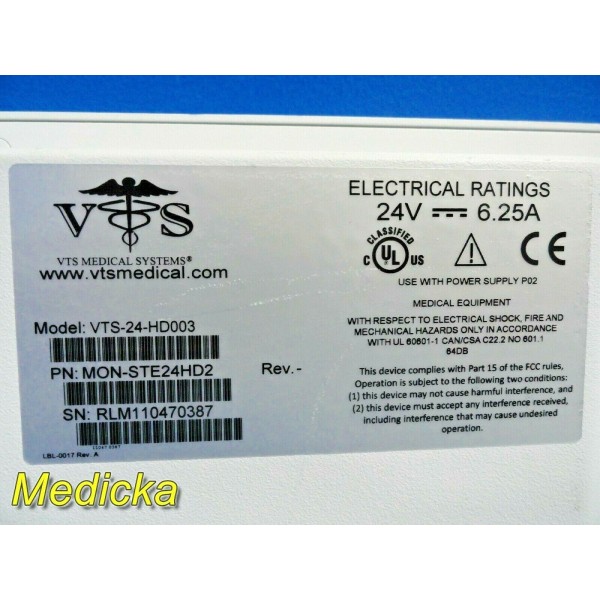 VTS
VTS MEDICAL SYSTEMS®
www.vtsmedical.com
Model: VTS-24-HD003
PN: MON-STE24HD2
Rev.-
SN: RLM110470387
LBL-0017 Rev. A
ELECTRICAL RATINGS
24V 6.25A
CLASSIFIED
C UL US
CE
USE WITH POWER SUPPLY P02
MEDICAL EQUIPMENT
WITH RESPECT TO ELECTRICAL SHOCK, FIRE AND
MECHANICAL HAZARDS ONLY IN ACCORDANCE
WITH UL 60601-1 CAN/CSA C22.2 NO 601.1
64DB
This device complies with Part 15 of the FCC rules,
Operation is subject to the following two conditions:
(1) this device may not cause harmful interference, and
(2) this device must accept any interference received,
including interference that may cause undesired
operation.
Medicka